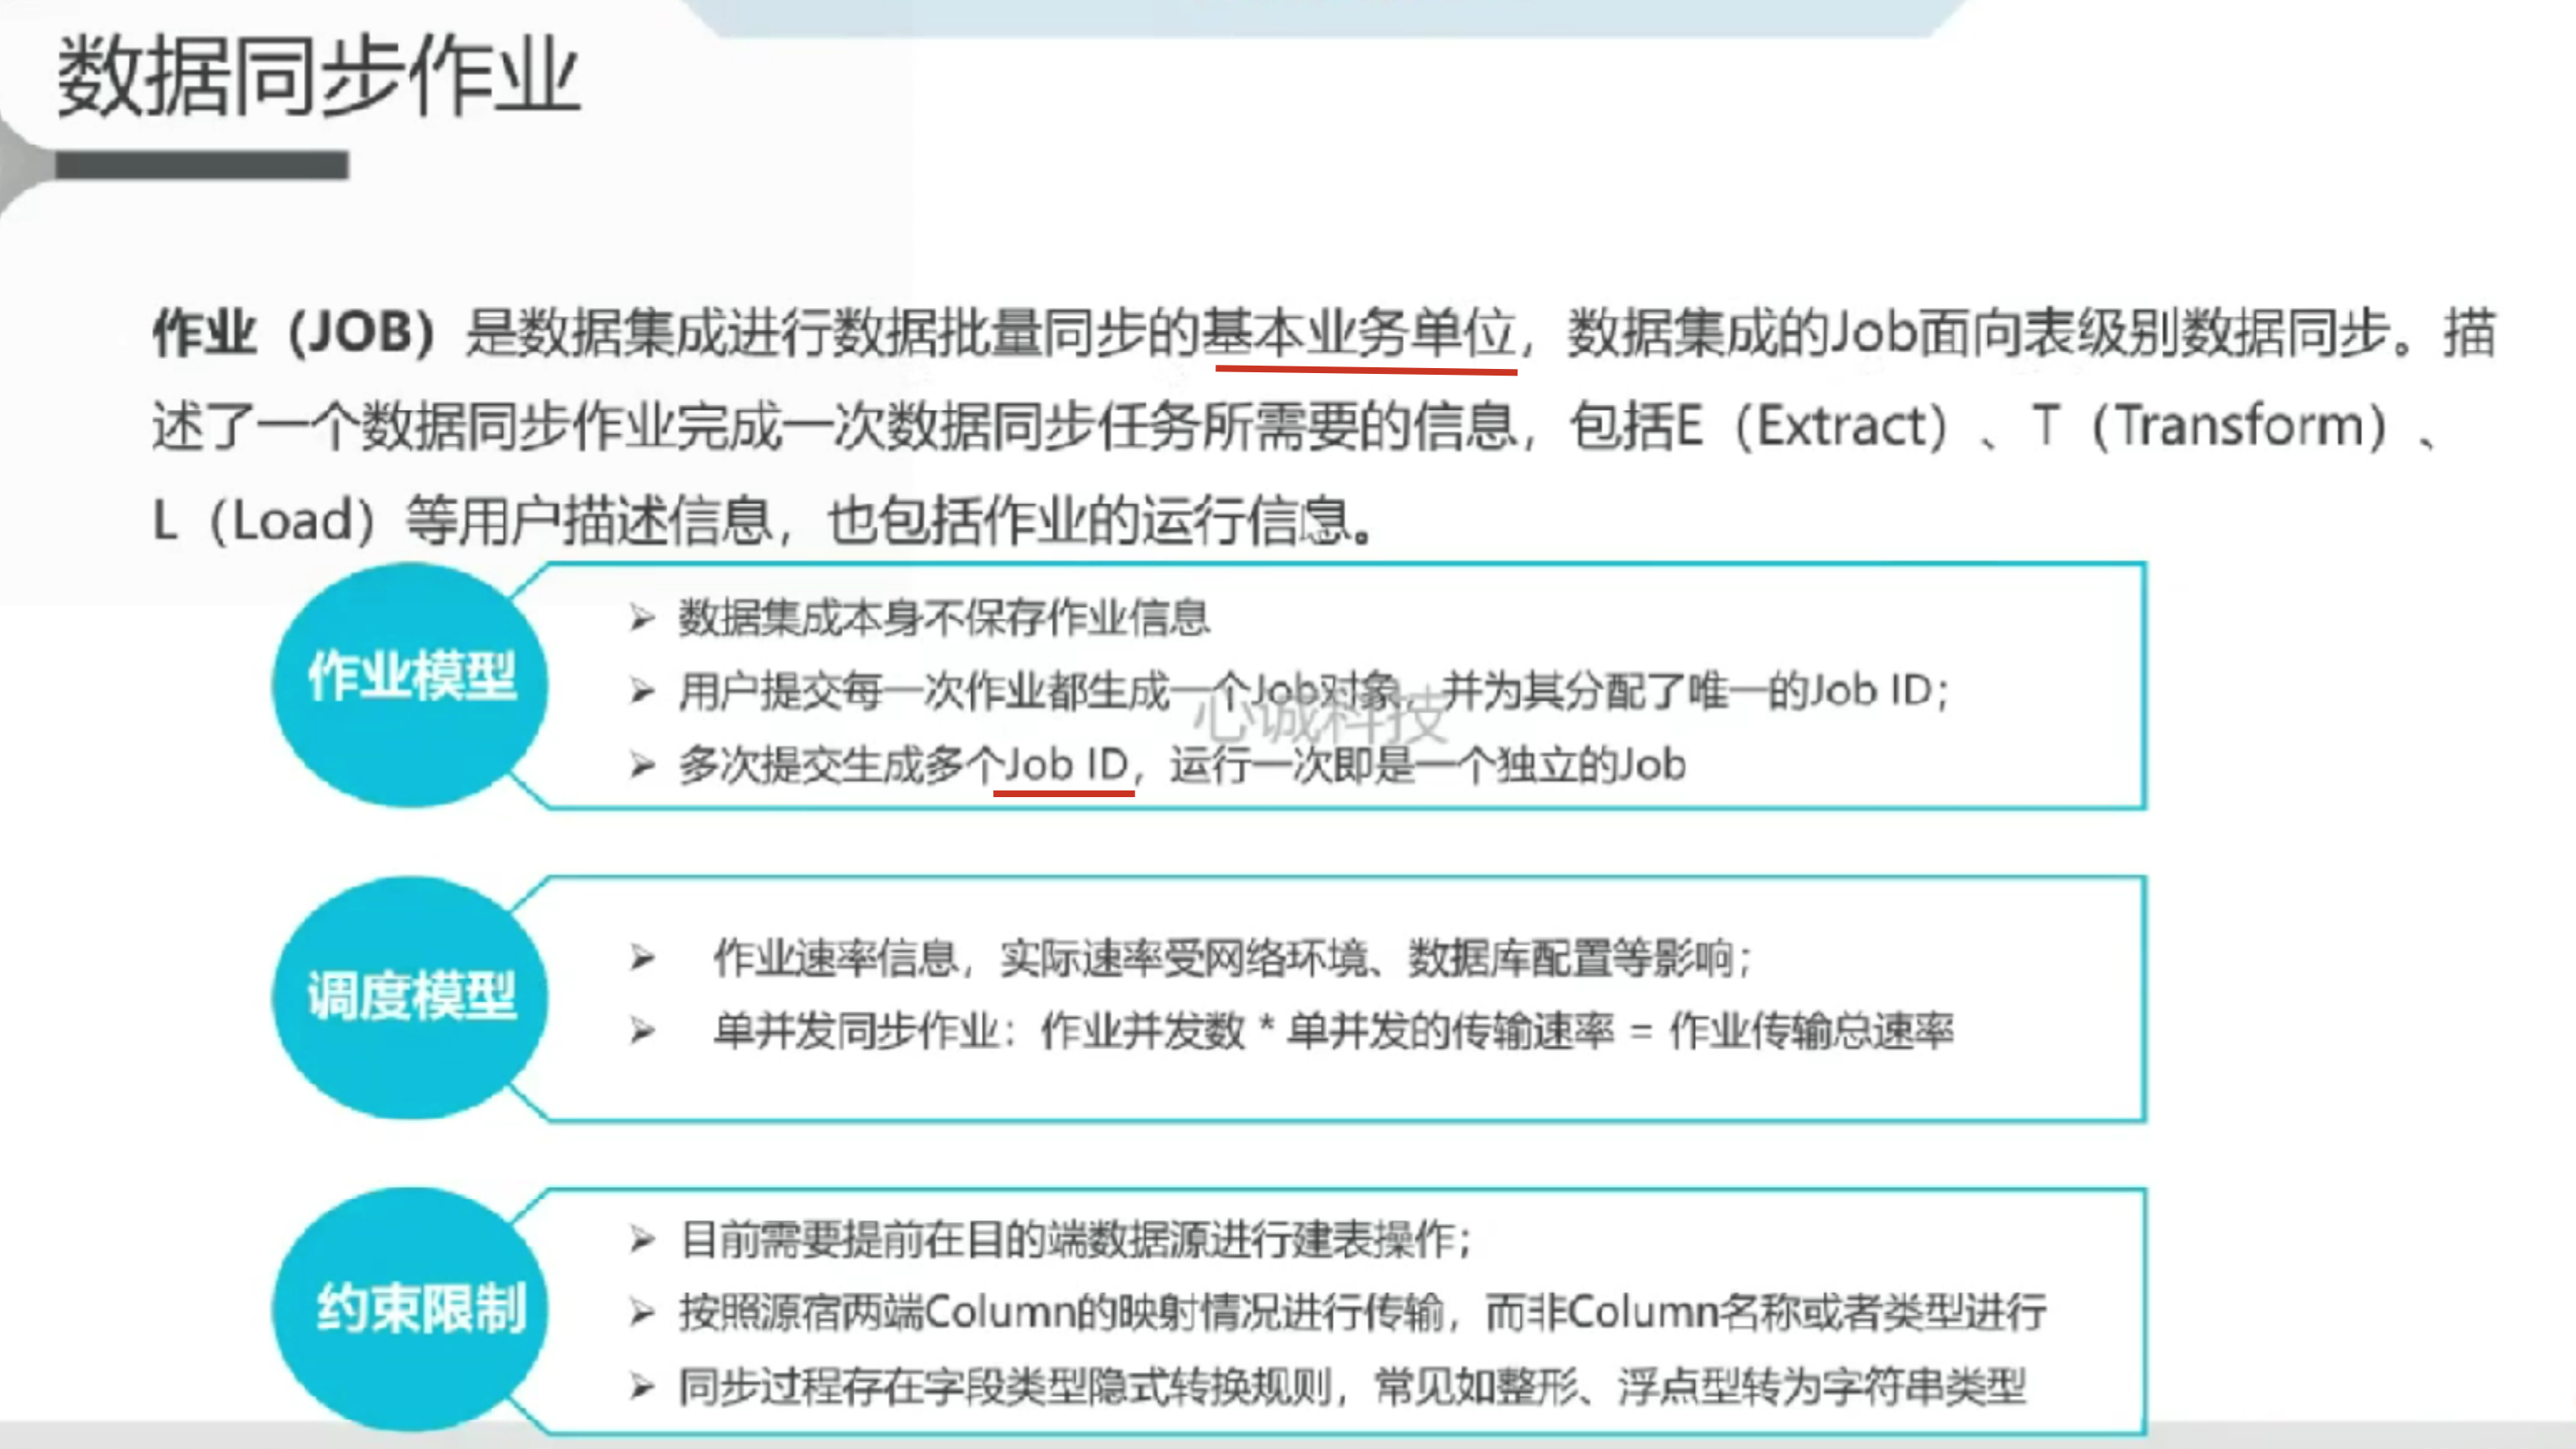 数据同步作业
作业（JOB）是数据集成进行数据批量同步的基本业务单位，数据集成的Job面向表级别数据同步。描
述了一个数据同步作业完成一次数据同步任务所需要的信息，包括E（Extract）、T（Transform）、
L（Load）等用户描述信息，也包括作业的运行信息。
作业模型
➢ 数据集成本身不保存作业信息
➢ 用户提交每一次作业都生成一个Job对象，并为其分配了唯一的Job ID；
心诚科技
➢ 多次提交生成多个Job ID，运行一次即是一个独立的Job
调度模型
➢ 作业速率信息，实际速率受网络环境、数据库配置等影响；
➢ 单并发同步作业：作业并发数 * 单并发的传输速率 = 作业传输总速率
约束限制
➢ 目前需要提前在目的端数据源进行建表操作；
➢ 按照源宿两端Column的映射情况进行传输，而非Column名称或者类型进行
➢ 同步过程存在字段类型隐式转换规则，常见如整形、浮点型转为字符串类型